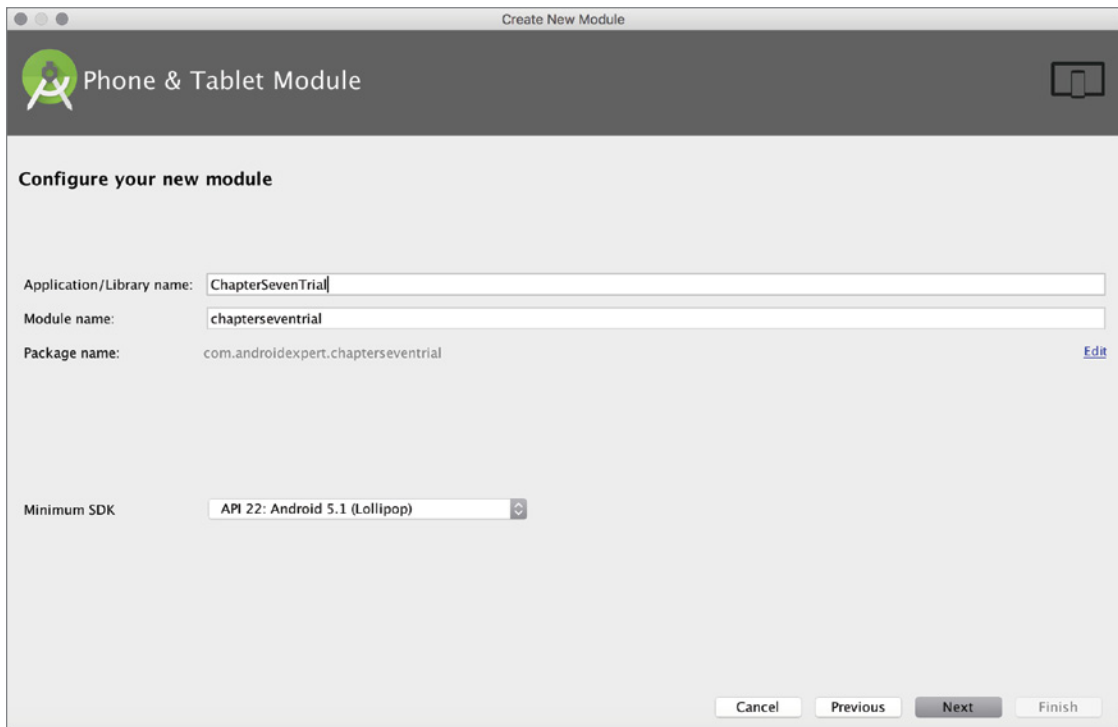 Create New Module
Phone & Tablet Module
Configure your new module
Application/Library name: ChapterSevenTrial
Module name: chapterseventrial
Package name: com.androidexpert.chapterseventrial Edit
Minimum SDK API 22: Android 5.1 (Lollipop)
Cancel Previous Next Finish